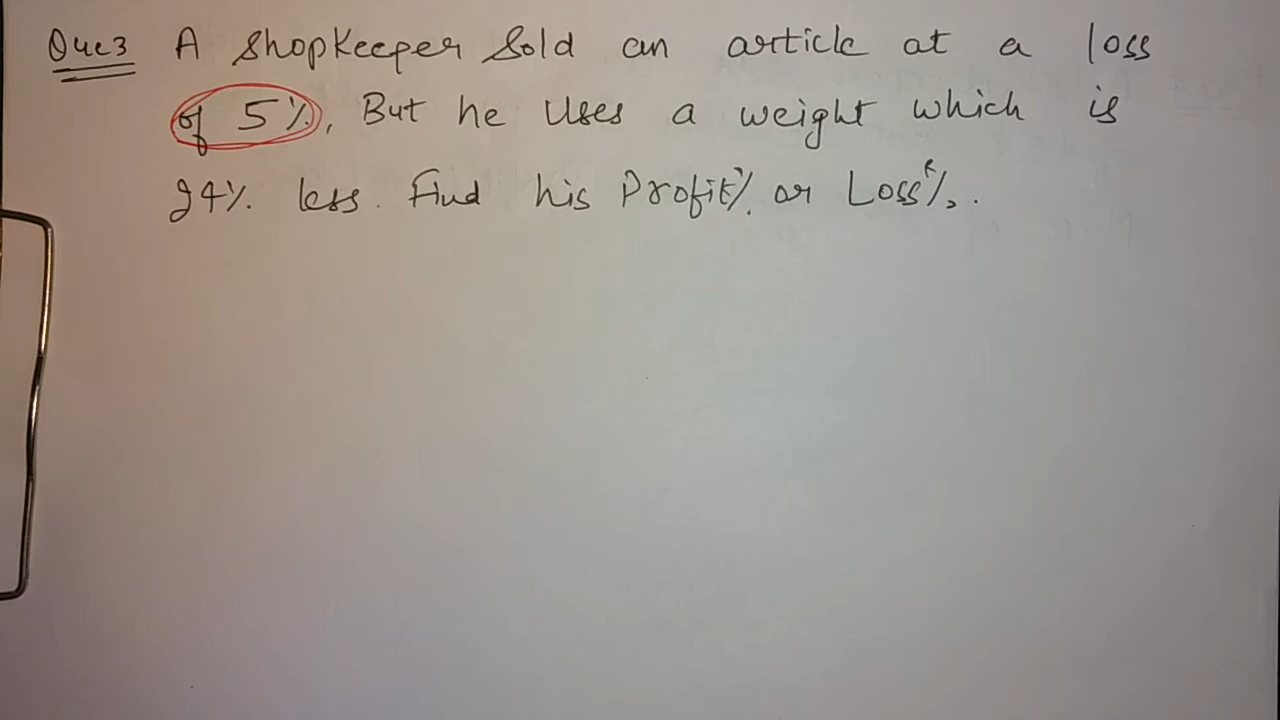 Que3 A Shopkeeper Sold an article at a loss
of 5%, But he Uses a weight which is
24% less. Find his Profit% or Loss%.